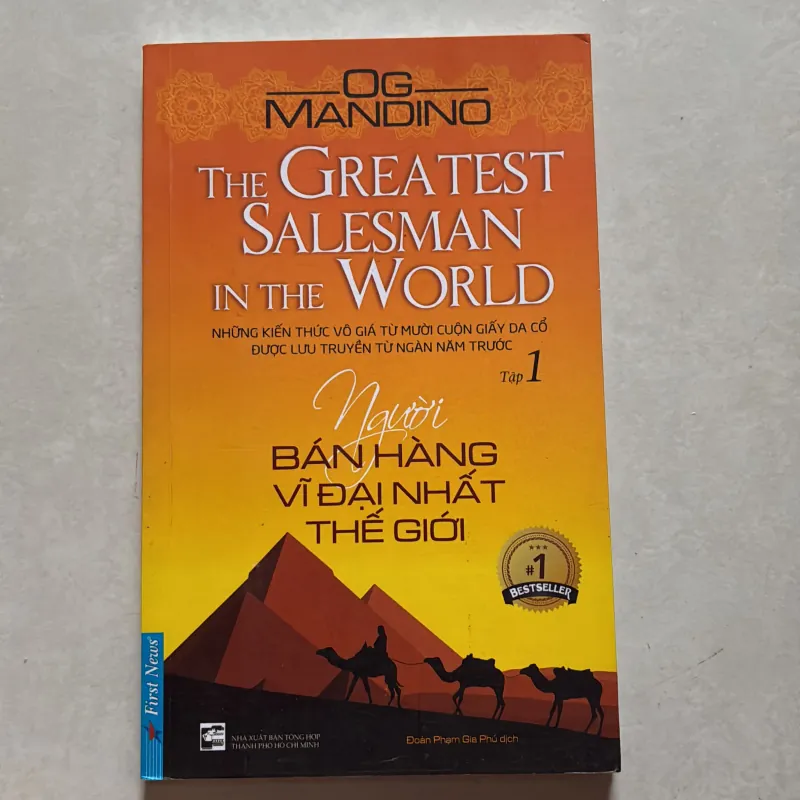 OG
MANDINO
THE GREATEST
SALESMAN
IN THE WORLD
NHỮNG KIẾN THỨC VÔ GIÁ TỪ MƯỜI CUỘN GIẤY DA CỔ
ĐƯỢC LƯU TRUYỀN TỪ NGÀN NĂM TRƯỚC
Tập 1
Người
BÁN HÀNG
VĨ ĐẠI NHẤT
THẾ GIỚI
#1
BESTSELLER
First News
NHÀ XUẤT BẢN TỔNG HỢP
THÀNH PHỐ HỒ CHÍ MINH
Đoàn Phạm Gia Phú dịch